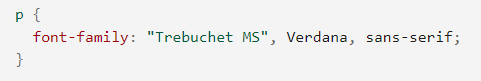 p {
  font-family: "Trebuchet MS", Verdana, sans-serif;
}